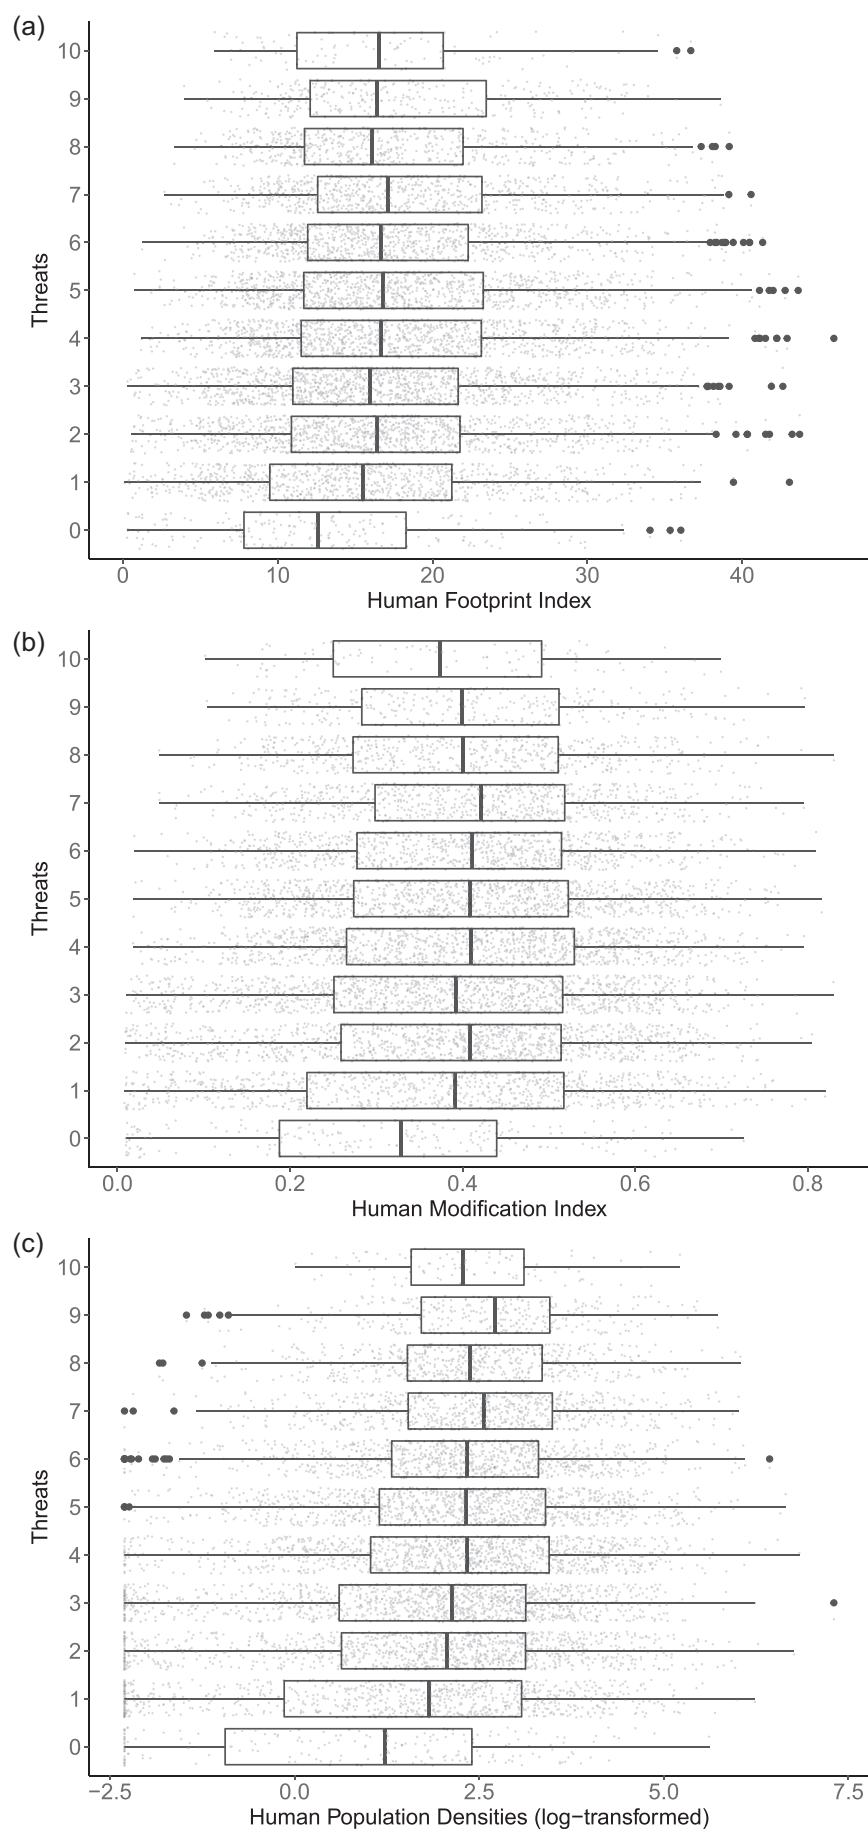 (a)
10
9
8
7
6
5
4
3
2
1
0
Threats
0 10 20 30 40
Human Footprint Index
(b)
10
9
8
7
6
5
4
3
2
1
0
Threats
0.0 0.2 0.4 0.6 0.8
Human Modification Index
(c)
10
9
8
7
6
5
4
3
2
1
0
Threats
−2.5 0.0 2.5 5.0 7.5
Human Population Densities (log−transformed)